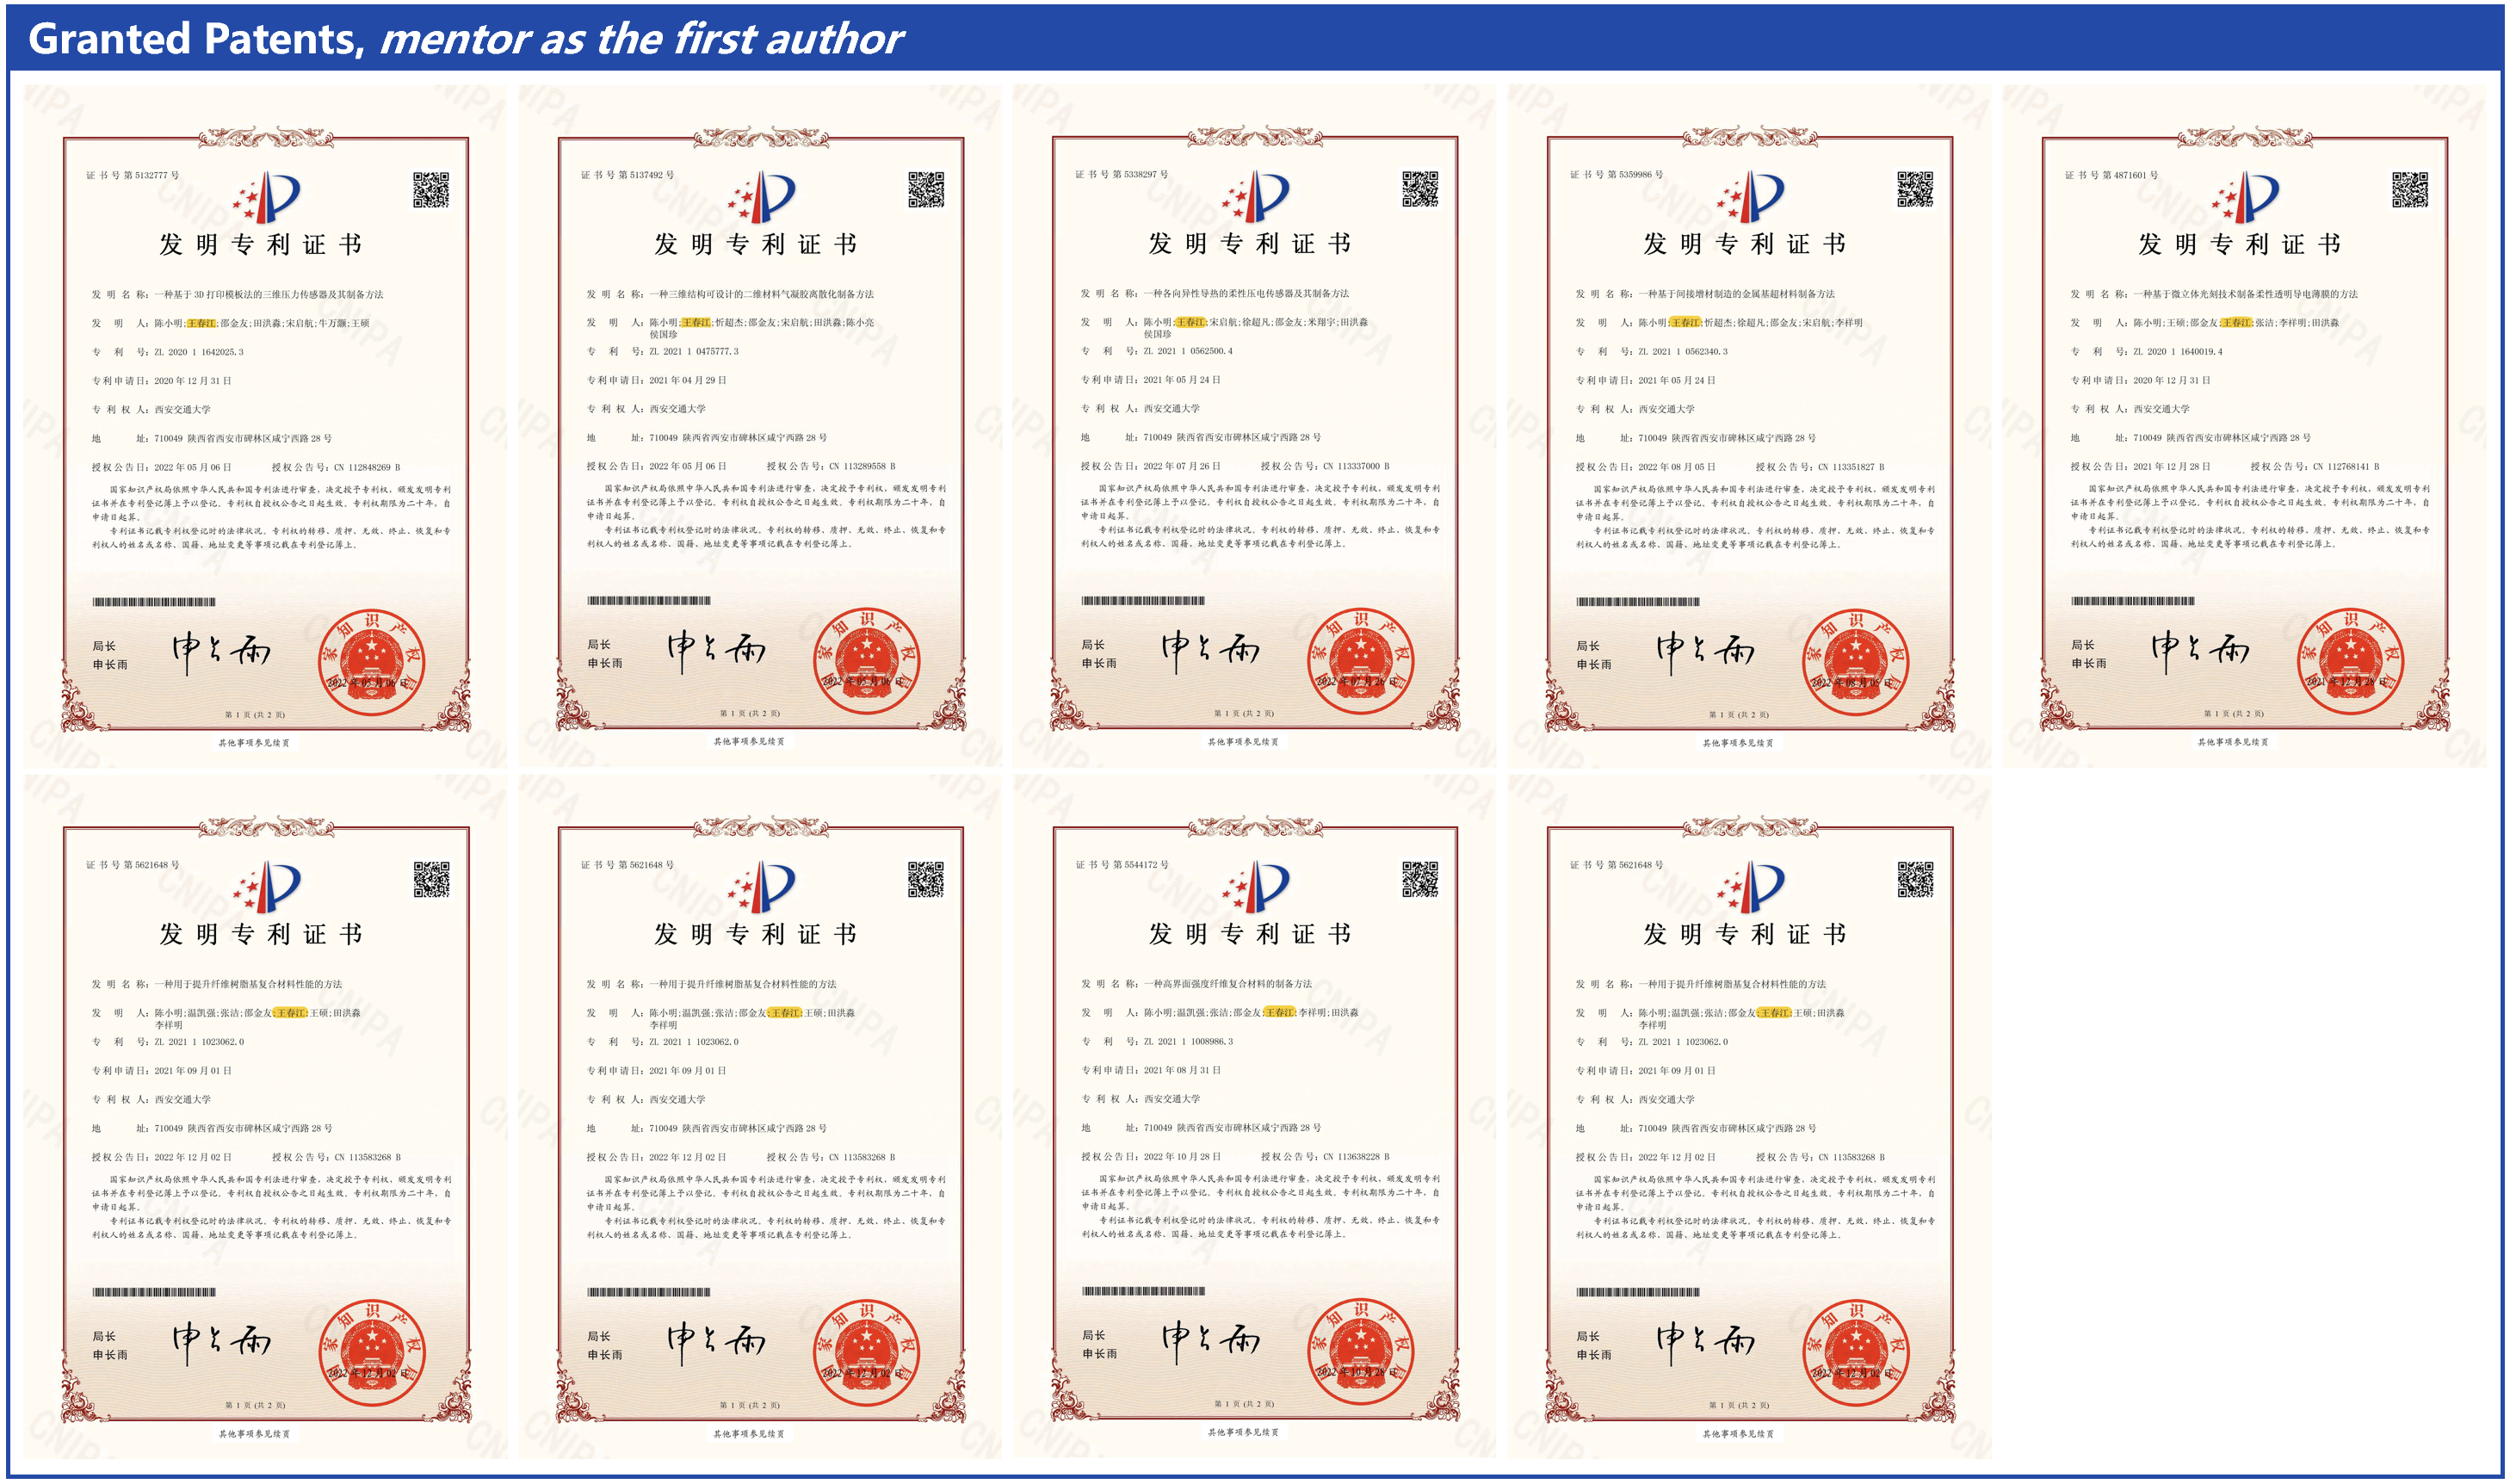 Granted Patents, mentor as the first author
证书号第5132777号
发明专利证书
发明名称：一种基于3D打印模板法的三维压力传感器及其制备方法
发明人：陈小明;王春江;邵金友;田洪淼;宋启航;牛万灏;王硕
专利号：ZL 2020 1 1642025.3
专利申请日：2020年12月31日
专利权人：西安交通大学
地址：710049 陕西省西安市碑林区咸宁西路28号
授权公告日：2022年05月06日 授权公告号：CN 112848269 B
国家知识产权局依照中华人民共和国专利法进行审查，决定授予专利权，颁发发明专利
证书并在专利登记簿上予以登记。专利权自授权公告之日起生效。专利权期限为二十年，自
申请日起算。
专利证书记载专利权登记时的法律状况。专利权的转移、质押、无效、终止、恢复和专
利权人的姓名或名称、国籍、地址变更等事项记载在专利登记簿上。
局长
申长雨
申长雨
国家知识产权局
2022年05月06日
第 1 页 (共 2 页)
其他事项参见续页
证书号第5137492号
发明专利证书
发明名称：一种三维结构可设计的二维材料气凝胶离散化制备方法
发明人：陈小明;王春江;忻超杰;邵金友;宋启航;田洪淼;陈小亮
侯国珍
专利号：ZL 2021 1 0475777.3
专利申请日：2021年04月29日
专利权人：西安交通大学
地址：710049 陕西省西安市碑林区咸宁西路28号
授权公告日：2022年05月06日 授权公告号：CN 113289558 B
国家知识产权局依照中华人民共和国专利法进行审查，决定授予专利权，颁发发明专利
证书并在专利登记簿上予以登记。专利权自授权公告之日起生效。专利权期限为二十年，自
申请日起算。
专利证书记载专利权登记时的法律状况。专利权的转移、质押、无效、终止、恢复和专
利权人的姓名或名称、国籍、地址变更等事项记载在专利登记簿上。
局长
申长雨
申长雨
国家知识产权局
2022年05月06日
第 1 页 (共 2 页)
其他事项参见续页
证书号第5338297号
发明专利证书
发明名称：一种各向异性导热的柔性压电传感器及其制备方法
发明人：陈小明;王春江;宋启航;徐超凡;邵金友;米翔宇;田洪淼
侯国珍
专利号：ZL 2021 1 0562500.4
专利申请日：2021年05月24日
专利权人：西安交通大学
地址：710049 陕西省西安市碑林区咸宁西路28号
授权公告日：2022年07月26日 授权公告号：CN 113337000 B
国家知识产权局依照中华人民共和国专利法进行审查，决定授予专利权，颁发发明专利
证书并在专利登记簿上予以登记。专利权自授权公告之日起生效。专利权期限为二十年，自
申请日起算。
专利证书记载专利权登记时的法律状况。专利权的转移、质押、无效、终止、恢复和专
利权人的姓名或名称、国籍、地址变更等事项记载在专利登记簿上。
局长
申长雨
申长雨
国家知识产权局
2022年07月26日
第 1 页 (共 2 页)
其他事项参见续页
证书号第5359986号
发明专利证书
发明名称：一种基于间接增材制造的金属基超材料制备方法
发明人：陈小明;王春江;忻超杰;徐超凡;邵金友;宋启航;李祥明
专利号：ZL 2021 1 0562340.3
专利申请日：2021年05月24日
专利权人：西安交通大学
地址：710049 陕西省西安市碑林区咸宁西路28号
授权公告日：2022年08月05日 授权公告号：CN 113351827 B
国家知识产权局依照中华人民共和国专利法进行审查，决定授予专利权，颁发发明专利
证书并在专利登记簿上予以登记。专利权自授权公告之日起生效。专利权期限为二十年，自
申请日起算。
专利证书记载专利权登记时的法律状况。专利权的转移、质押、无效、终止、恢复和专
利权人的姓名或名称、国籍、地址变更等事项记载在专利登记簿上。
局长
申长雨
申长雨
国家知识产权局
2022年08月05日
第 1 页 (共 2 页)
其他事项参见续页
证书号第4871601号
发明专利证书
发明名称：一种基于微立体光刻技术制备柔性透明导电薄膜的方法
发明人：陈小明;王硕;邵金友;王春江;张洁;李祥明;田洪淼
专利号：ZL 2020 1 1640019.4
专利申请日：2020年12月31日
专利权人：西安交通大学
地址：710049 陕西省西安市碑林区咸宁西路28号
授权公告日：2021年12月28日 授权公告号：CN 112768141 B
国家知识产权局依照中华人民共和国专利法进行审查，决定授予专利权，颁发发明专利
证书并在专利登记簿上予以登记。专利权自授权公告之日起生效。专利权期限为二十年，自
申请日起算。
专利证书记载专利权登记时的法律状况。专利权的转移、质押、无效、终止、恢复和专
利权人的姓名或名称、国籍、地址变更等事项记载在专利登记簿上。
局长
申长雨
申长雨
国家知识产权局
2021年12月28日
第 1 页 (共 2 页)
其他事项参见续页
证书号第5621648号
发明专利证书
发明名称：一种用于提升纤维树脂基复合材料性能的方法
发明人：陈小明;温凯强;张洁;邵金友;王春江;王硕;田洪淼
李祥明
专利号：ZL 2021 1 1023062.0
专利申请日：2021年09月01日
专利权人：西安交通大学
地址：710049 陕西省西安市碑林区咸宁西路28号
授权公告日：2022年12月02日 授权公告号：CN 113583268 B
国家知识产权局依照中华人民共和国专利法进行审查，决定授予专利权，颁发发明专利
证书并在专利登记簿上予以登记。专利权自授权公告之日起生效。专利权期限为二十年，自
申请日起算。
专利证书记载专利权登记时的法律状况。专利权的转移、质押、无效、终止、恢复和专
利权人的姓名或名称、国籍、地址变更等事项记载在专利登记簿上。
局长
申长雨
申长雨
国家知识产权局
2022年12月02日
第 1 页 (共 2 页)
其他事项参见续页
证书号第5621648号
发明专利证书
发明名称：一种用于提升纤维树脂基复合材料性能的方法
发明人：陈小明;温凯强;张洁;邵金友;王春江;王硕;田洪淼
李祥明
专利号：ZL 2021 1 1023062.0
专利申请日：2021年09月01日
专利权人：西安交通大学
地址：710049 陕西省西安市碑林区咸宁西路28号
授权公告日：2022年12月02日 授权公告号：CN 113583268 B
国家知识产权局依照中华人民共和国专利法进行审查，决定授予专利权，颁发发明专利
证书并在专利登记簿上予以登记。专利权自授权公告之日起生效。专利权期限为二十年，自
申请日起算。
专利证书记载专利权登记时的法律状况。专利权的转移、质押、无效、终止、恢复和专
利权人的姓名或名称、国籍、地址变更等事项记载在专利登记簿上。
局长
申长雨
申长雨
国家知识产权局
2022年12月02日
第 1 页 (共 2 页)
其他事项参见续页
证书号第5544172号
发明专利证书
发明名称：一种高界面强度纤维复合材料的制备方法
发明人：陈小明;温凯强;张洁;邵金友;王春江;李祥明;田洪淼
专利号：ZL 2021 1 1008986.3
专利申请日：2021年08月31日
专利权人：西安交通大学
地址：710049 陕西省西安市碑林区咸宁西路28号
授权公告日：2022年10月28日 授权公告号：CN 113638228 B
国家知识产权局依照中华人民共和国专利法进行审查，决定授予专利权，颁发发明专利
证书并在专利登记簿上予以登记。专利权自授权公告之日起生效。专利权期限为二十年，自
申请日起算。
专利证书记载专利权登记时的法律状况。专利权的转移、质押、无效、终止、恢复和专
利权人的姓名或名称、国籍、地址变更等事项记载在专利登记簿上。
局长
申长雨
申长雨
国家知识产权局
2022年10月28日
第 1 页 (共 2 页)
其他事项参见续页
证书号第5621648号
发明专利证书
发明名称：一种用于提升纤维树脂基复合材料性能的方法
发明人：陈小明;温凯强;张洁;邵金友;王春江;王硕;田洪淼
李祥明
专利号：ZL 2021 1 1023062.0
专利申请日：2021年09月01日
专利权人：西安交通大学
地址：710049 陕西省西安市碑林区咸宁西路28号
授权公告日：2022年12月02日 授权公告号：CN 113583268 B
国家知识产权局依照中华人民共和国专利法进行审查，决定授予专利权，颁发发明专利
证书并在专利登记簿上予以登记。专利权自授权公告之日起生效。专利权期限为二十年，自
申请日起算。
专利证书记载专利权登记时的法律状况。专利权的转移、质押、无效、终止、恢复和专
利权人的姓名或名称、国籍、地址变更等事项记载在专利登记簿上。
局长
申长雨
申长雨
国家知识产权局
2022年12月02日
第 1 页 (共 2 页)
其他事项参见续页